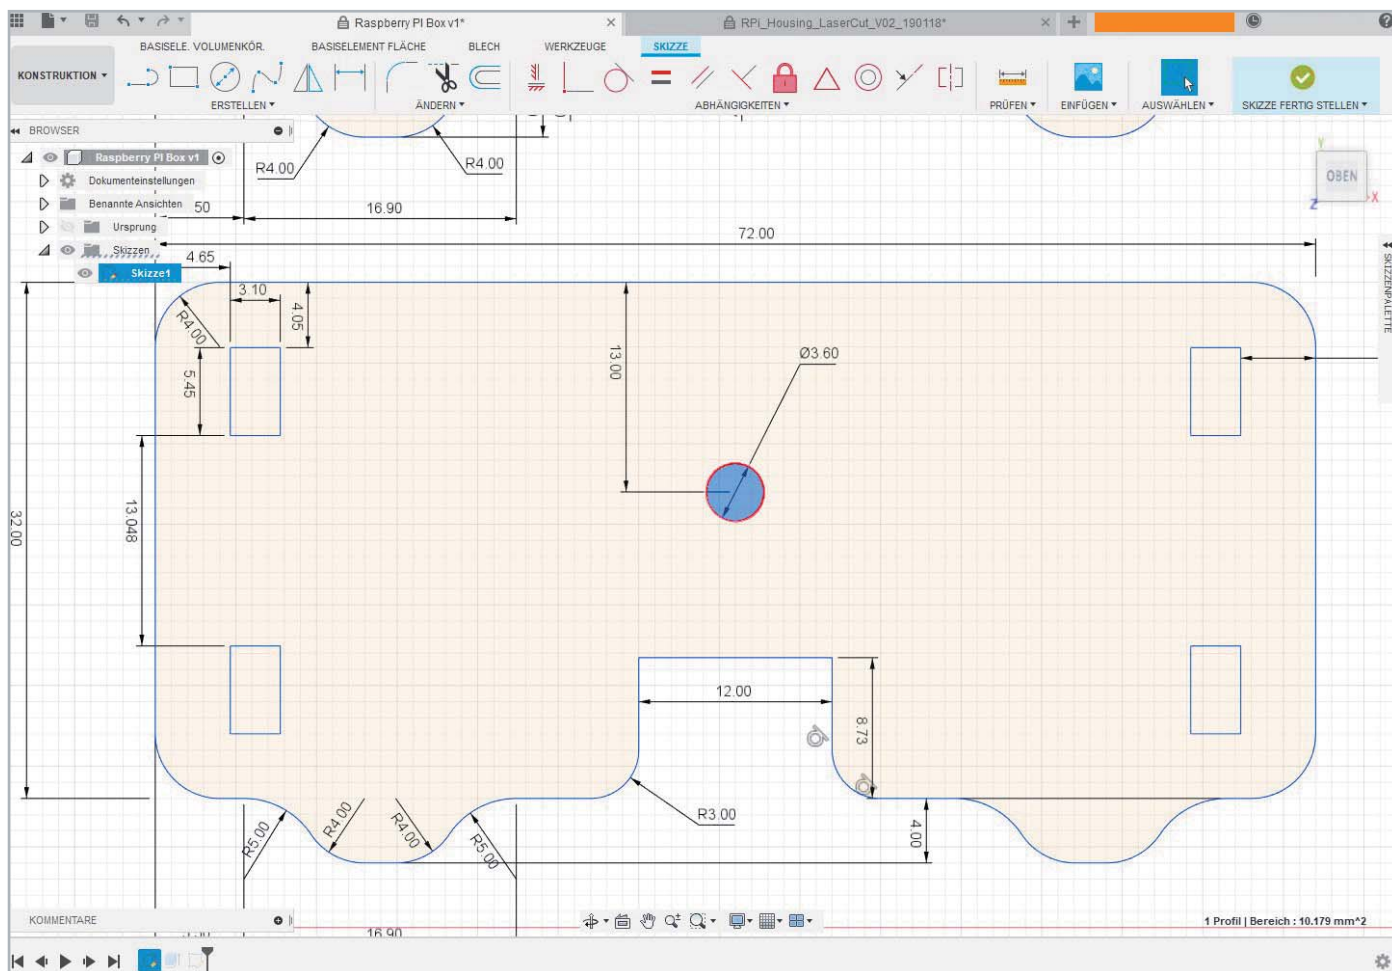 Raspberry PI Box v1*
RPi_Housing_LaserCut_V02_190118*
BASISELE. VOLUMENKÖR.
BASISELEMENT FLÄCHE
BLECH
WERKZEUGE
SKIZZE
KONSTRUKTION
ERSTELLEN
ÄNDERN
ABHÄNGIGKEITEN
PRÜFEN
EINFÜGEN
AUSWÄHLEN
SKIZZE FERTIG STELLEN
BROWSER
Raspberry PI Box v1
Dokumenteinstellungen
Benannte Ansichten
Ursprung
Skizzen
Skizze1
R4.00
R4.00
50
16.90
72.00
4.65
3.10
4.05
R4.00
5.45
13.00
Ø3.60
13.048
32.00
12.00
8.73
R3.00
4.00
R5.00
R4.00
R4.00
R5.00
Y
OBEN
Z
X
SKIZZENPALETTE
KOMMENTARE
16.90
1 Profil | Bereich : 10.179 mm^2